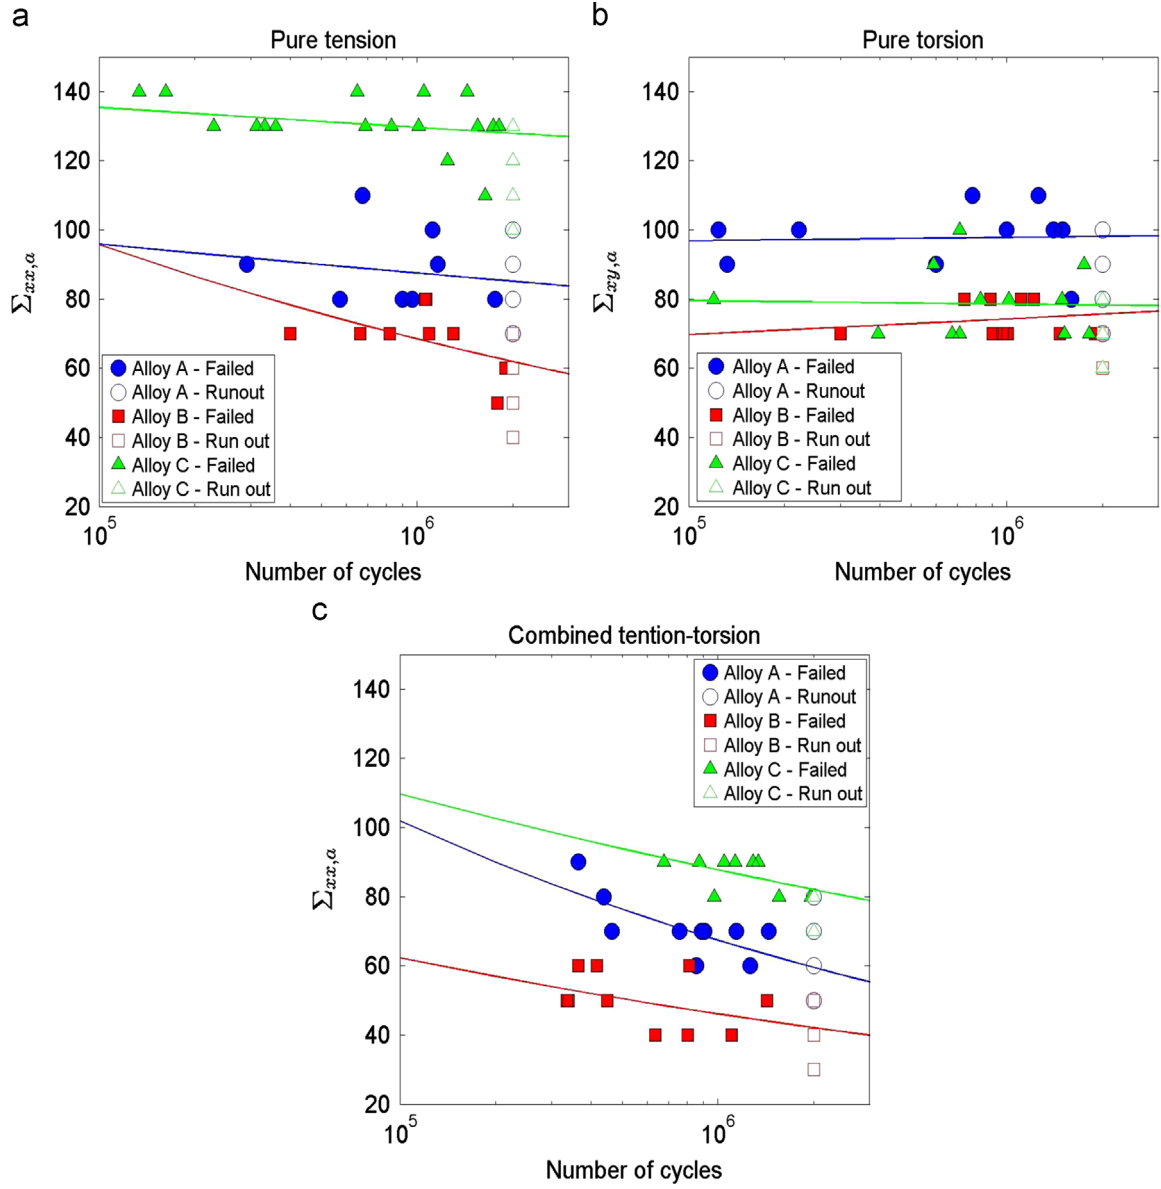 a
Pure tension
Σxx,a
140
120
100
80
60
40
20
Alloy A - Failed
Alloy A - Runout
Alloy B - Failed
Alloy B - Run out
Alloy C - Failed
Alloy C - Run out
10^5
10^6
Number of cycles
b
Pure torsion
Σxy,a
140
120
100
80
60
40
20
Alloy A - Failed
Alloy A - Runout
Alloy B - Failed
Alloy B - Run out
Alloy C - Failed
Alloy C - Run out
10^5
10^6
Number of cycles
c
Combined tention-torsion
Σxx,a
140
120
100
80
60
40
20
Alloy A - Failed
Alloy A - Runout
Alloy B - Failed
Alloy B - Run out
Alloy C - Failed
Alloy C - Run out
10^5
10^6
Number of cycles